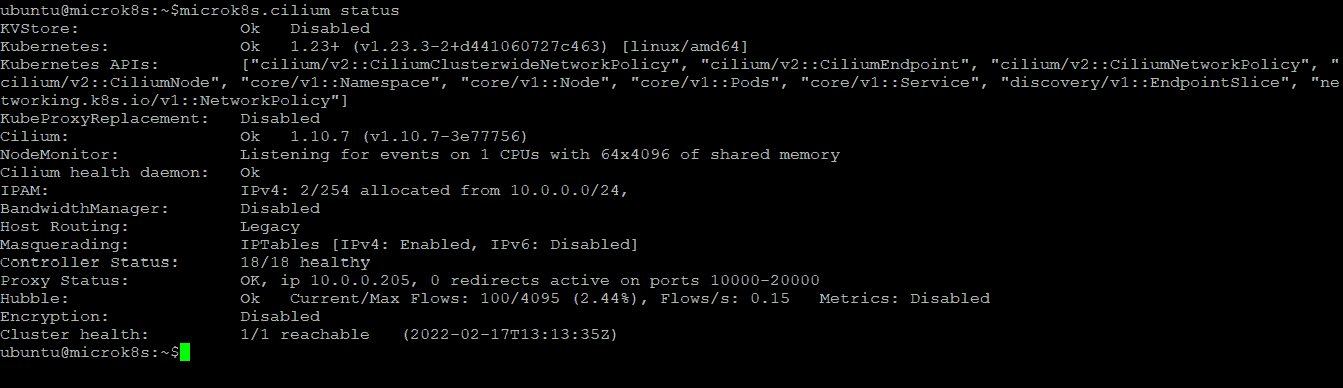 ubuntu@microk8s:~$microk8s.cilium status
KVStore:                Ok   Disabled
Kubernetes:             Ok   1.23+ (v1.23.3-2+d441060727c463) [linux/amd64]
Kubernetes APIs:        ["cilium/v2::CiliumClusterwideNetworkPolicy", "cilium/v2::CiliumEndpoint", "cilium/v2::CiliumNetworkPolicy", "
cilium/v2::CiliumNode", "core/v1::Namespace", "core/v1::Node", "core/v1::Pods", "core/v1::Service", "discovery/v1::EndpointSlice", "ne
tworking.k8s.io/v1::NetworkPolicy"]
KubeProxyReplacement:   Disabled
Cilium:                 Ok   1.10.7 (v1.10.7-3e77756)
NodeMonitor:            Listening for events on 1 CPUs with 64x4096 of shared memory
Cilium health daemon:   Ok
IPAM:                   IPv4: 2/254 allocated from 10.0.0.0/24,
BandwidthManager:       Disabled
Host Routing:           Legacy
Masquerading:           IPTables [IPv4: Enabled, IPv6: Disabled]
Controller Status:      18/18 healthy
Proxy Status:           OK, ip 10.0.0.205, 0 redirects active on ports 10000-20000
Hubble:                 Ok   Current/Max Flows: 100/4095 (2.44%), Flows/s: 0.15   Metrics: Disabled
Encryption:             Disabled
Cluster health:         1/1 reachable   (2022-02-17T13:13:35Z)
ubuntu@microk8s:~$